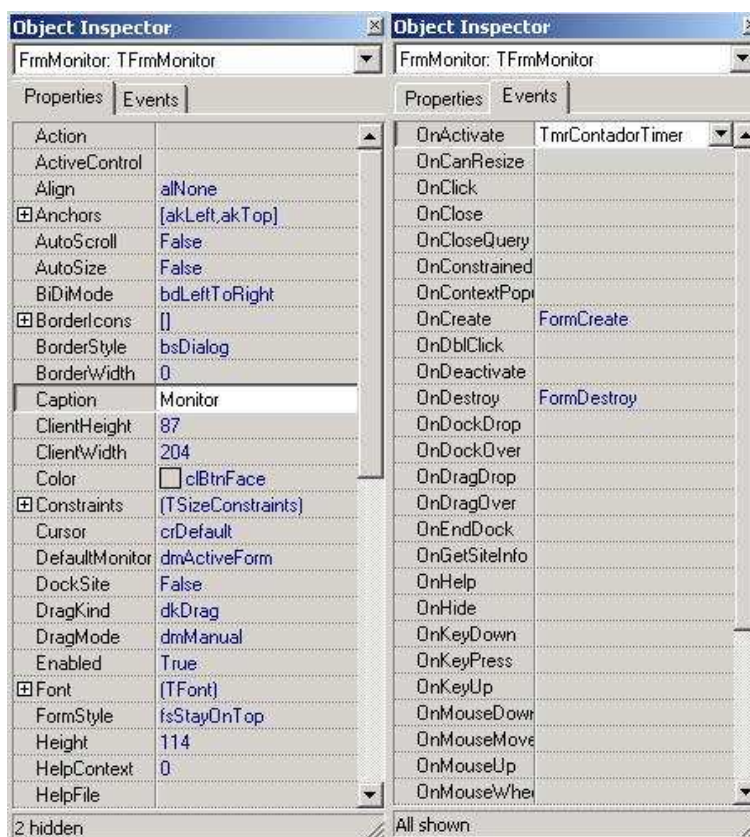 Object Inspector
FrmMonitor: TFrmMonitor
Properties Events
Action
ActiveControl
Align alNone
Anchors [akLeft,akTop]
AutoScroll False
AutoSize False
BiDiMode bdLeftToRight
BorderIcons []
BorderStyle bsDialog
BorderWidth 0
Caption Monitor
ClientHeight 87
ClientWidth 204
Color clBtnFace
Constraints (TSizeConstraints)
Cursor crDefault
DefaultMonitor dmActiveForm
DockSite False
DragKind dkDrag
DragMode dmManual
Enabled True
Font (TFont)
FormStyle fsStayOnTop
Height 114
HelpContext 0
HelpFile
2 hidden
Object Inspector
FrmMonitor: TFrmMonitor
Properties Events
OnActivate TmrContadorTimer
OnCanResize
OnClick
OnClose
OnCloseQuery
OnConstrained
OnContextPop
OnCreate FormCreate
OnDblClick
OnDeactivate
OnDestroy FormDestroy
OnDockDrop
OnDockOver
OnDragDrop
OnDragOver
OnEndDock
OnGetSiteInfo
OnHelp
OnHide
OnKeyDown
OnKeyPress
OnKeyUp
OnMouseDown
OnMouseMove
OnMouseUp
OnMouseWhe
All shown